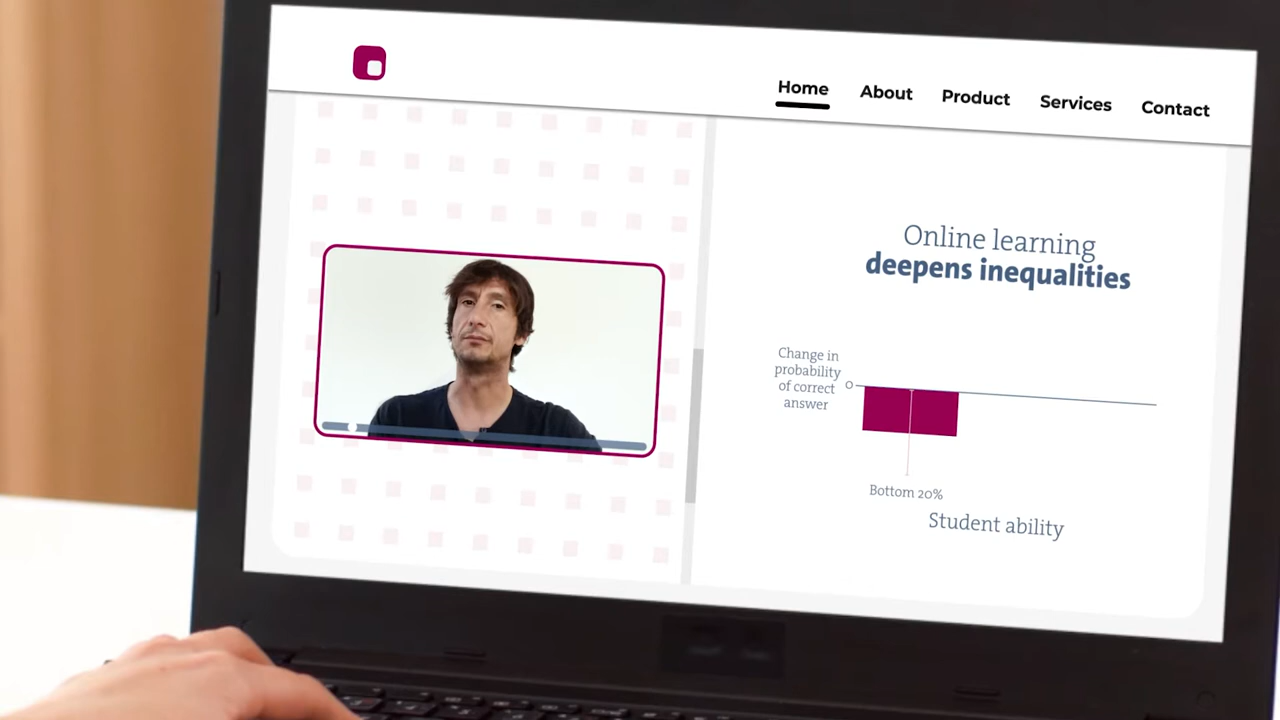 Home
About
Product
Services
Contact
Online learning
deepens inequalities
Change in
probability
of correct
answer
0
Bottom 20%
Student ability